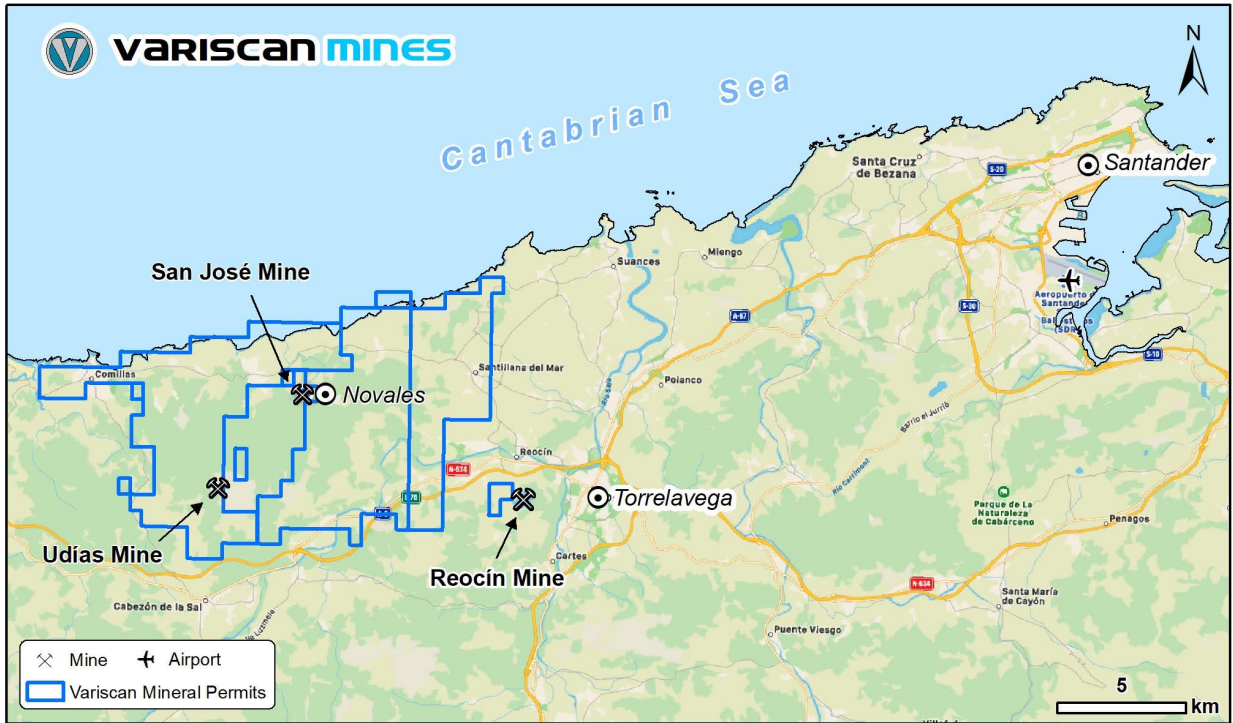 VARISCAN MINES
N
Cantabrian Sea
Santa Cruz
de Bezana
S-20
Santander
Suances
Miengo
San José Mine
Aeropuerto
Santander
A-67
S-30
S-10
Comillas
Santillana del Mar
Polanco
Novales
Barrio el Jurrio
Reocín
N-634
Torrelavega
Parque de La
Naturaleza
de Cabárceno
Penagos
Udías Mine
Reocín Mine
Cartes
N-634
Santa María
de Cayón
Cabezón de la Sal
Puente Viesgo
Mine
Airport
Variscan Mineral Permits
5
km